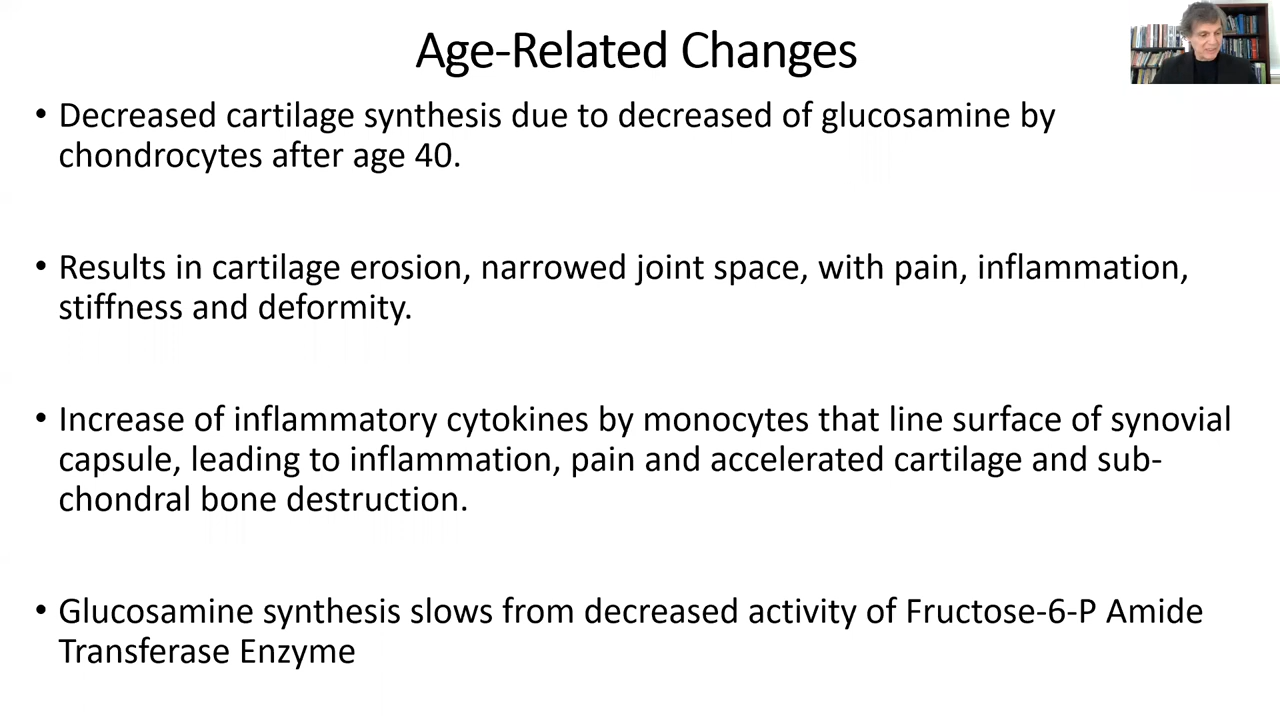 Age-Related Changes
• Decreased cartilage synthesis due to decreased of glucosamine by
chondrocytes after age 40.
• Results in cartilage erosion, narrowed joint space, with pain, inflammation,
stiffness and deformity.
• Increase of inflammatory cytokines by monocytes that line surface of synovial
capsule, leading to inflammation, pain and accelerated cartilage and sub-
chondral bone destruction.
• Glucosamine synthesis slows from decreased activity of Fructose-6-P Amide
Transferase Enzyme